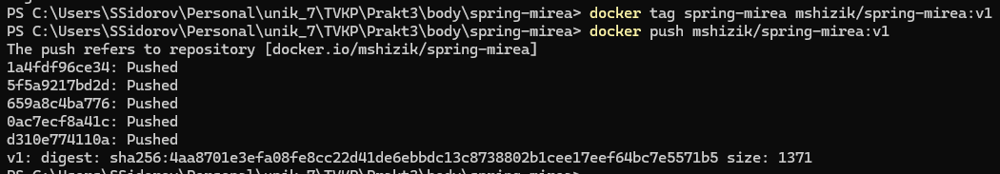 PS C:\Users\SSidorov\Personal\unik_7\TVKP\Prakt3\body\spring-mirea> docker tag spring-mirea mshizik/spring-mirea:v1
PS C:\Users\SSidorov\Personal\unik_7\TVKP\Prakt3\body\spring-mirea> docker push mshizik/spring-mirea:v1
The push refers to repository [docker.io/mshizik/spring-mirea]
1a4fdf96ce34: Pushed
5f5a9217bd2d: Pushed
659a8c4ba776: Pushed
0ac7ecf8a41c: Pushed
d310e774110a: Pushed
v1: digest: sha256:4aa8701e3efa08fe8cc22d41de6ebbdc13c8738802b1cee17eef64bc7e5571b5 size: 1371
PS C:\Users\SSidorov\Personal\unik_7\TVKP\Prakt3\body\spring-mirea>